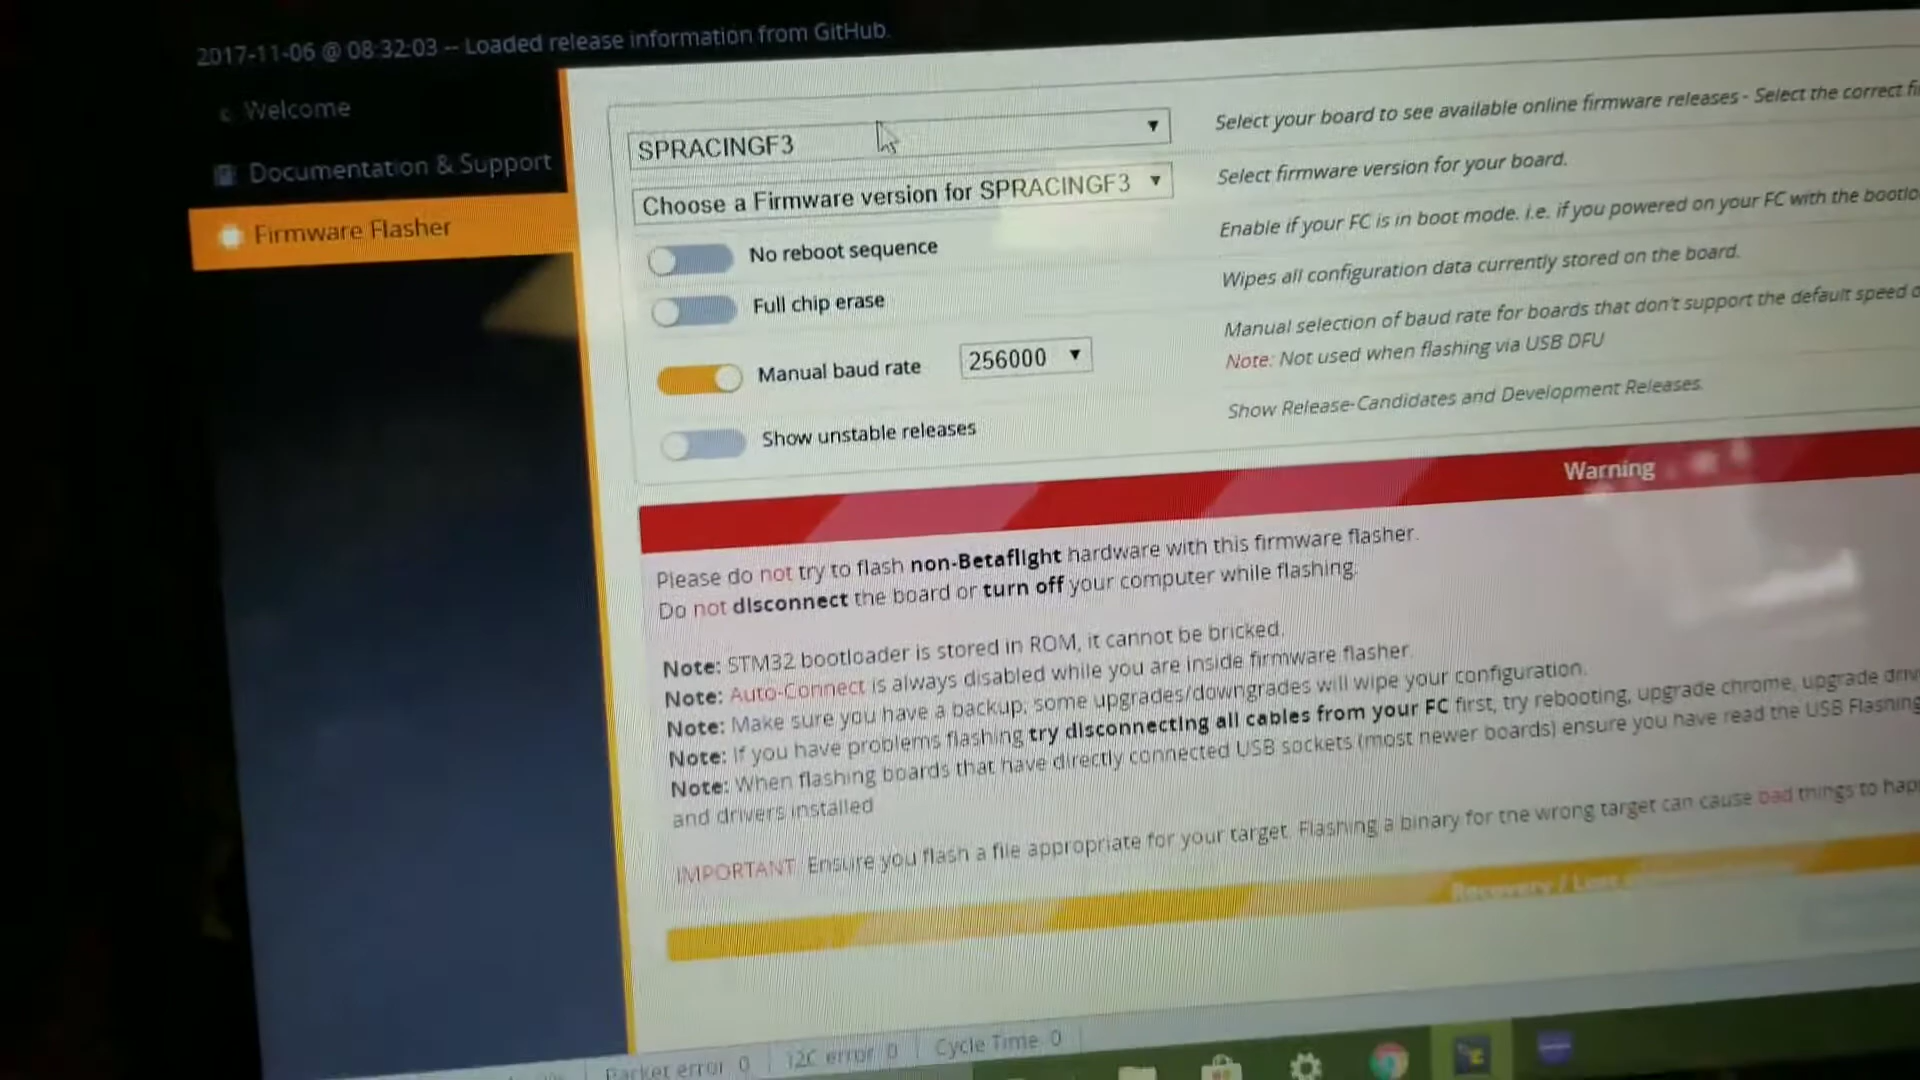 2017-11-06 @ 08:32:03 -- Loaded release information from GitHub.
Welcome
Documentation & Support
Firmware Flasher
SPRACINGF3
Select your board to see available online firmware releases - Select the correct
Choose a Firmware version for SPRACINGF3
Select firmware version for your board.
No reboot sequence
Enable if your FC is in boot mode. i.e. if you powered on your FC with the
Full chip erase
Wipes all configuration data currently stored on the board.
Manual baud rate
256000
Manual selection of baud rate for boards that don't support the default speed
Note: Not used when flashing via USB DFU
Show unstable releases
Show Release-Candidates and Development Releases.
Warning
Please do not try to flash non-Betaflight hardware with this firmware flasher.
Do not disconnect the board or turn off your computer while flashing.
Note: STM32 bootloader is stored in ROM, it cannot be bricked.
Note: Auto-Connect is always disabled while you are inside firmware flasher.
Note: Make sure you have a backup; some upgrades/downgrades will wipe your configuration.
Note: If you have problems flashing try disconnecting all cables from your FC first, try rebooting, upgrade chrome, upgrade
Note: When flashing boards that have directly connected USB sockets (most newer boards) ensure you have read the USB Flashing
and drivers installed
IMPORTANT: Ensure you flash a file appropriate for your target. Flashing a binary for the wrong target can cause bad things to
Recovery / Lost
Packet error: 0
I2C error: 0
Cycle Time: 0